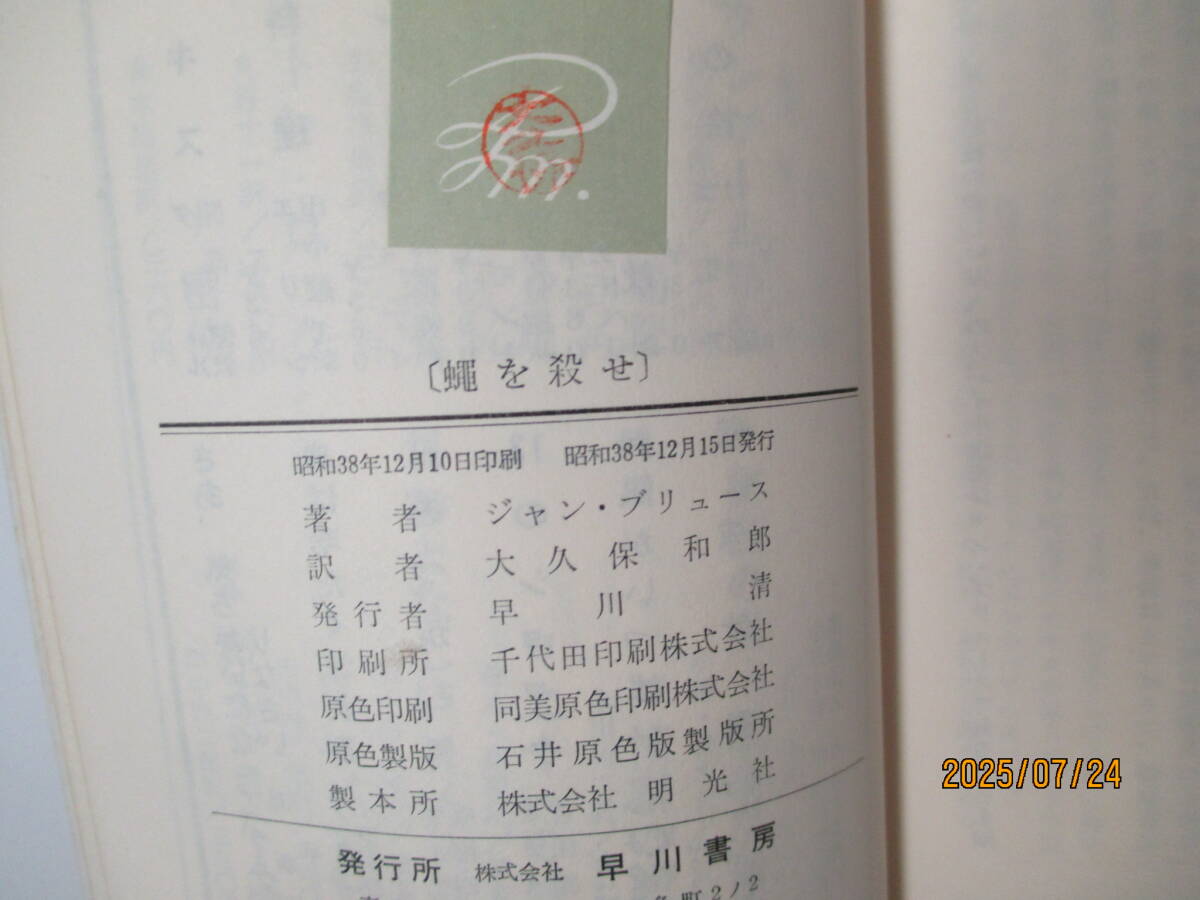 〔蠅を殺せ〕
昭和38年12月10日印刷　昭和38年12月15日発行
著者　ジャン・ブリュース
訳者　大久保和郎
発行者　早川清
印刷所　千代田印刷株式会社
原色印刷　同美原色印刷株式会社
原色製版　石井原色版製版所
製本所　株式会社 明光社
発行所　株式会社 早川書房
町2ノ2
2025/07/24